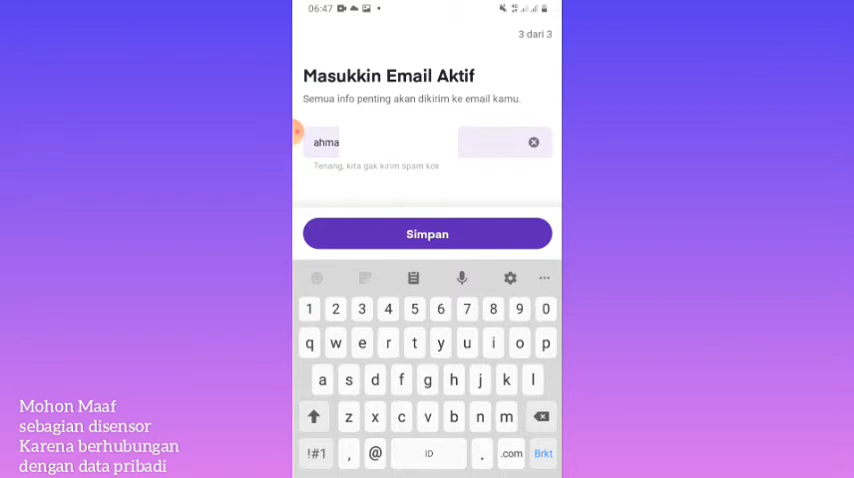 06:47
3 dari 3
Masukkin Email Aktif
Semua info penting akan dikirim ke email kamu.
ahma
Tenang, kita gak kirim spam kok
Simpan
1 2 3 4 5 6 7 8 9 0
q w e r t y u i o p
a s d f g h j k l
z x c v b n m
!#1 , @ ID . .com Brkt
Mohon Maaf
sebagian disensor
Karena berhubungan
dengan data pribadi